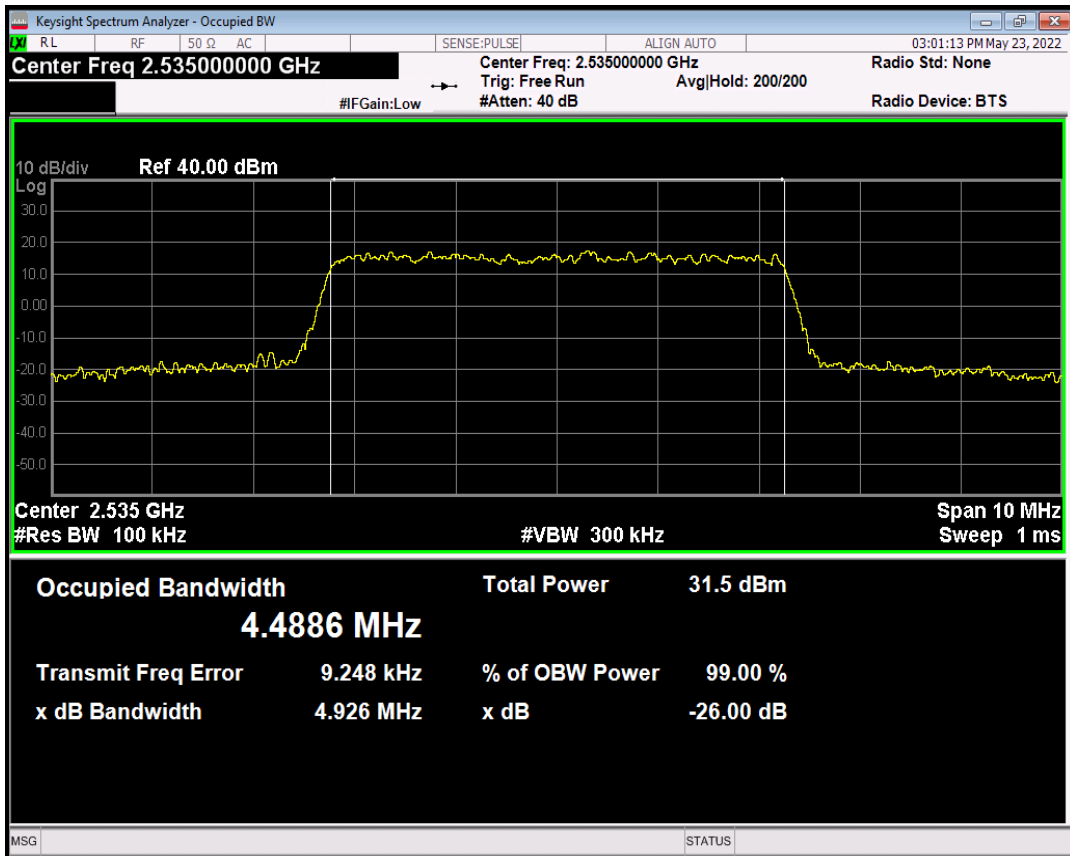 Keysight Spectrum Analyzer - Occupied BW
LXI RL RF 50 Ω AC SENSE:PULSE ALIGN AUTO 03:01:13 PM May 23, 2022
Center Freq 2.535000000 GHz
Center Freq: 2.535000000 GHz Radio Std: None
Trig: Free Run Avg|Hold: 200/200
#IFGain:Low #Atten: 40 dB Radio Device: BTS
10 dB/div Ref 40.00 dBm
Log
30.0
20.0
10.0
0.00
-10.0
-20.0
-30.0
-40.0
-50.0
Center 2.535 GHz Span 10 MHz
#Res BW 100 kHz #VBW 300 kHz Sweep 1 ms
Occupied Bandwidth Total Power 31.5 dBm
4.4886 MHz
Transmit Freq Error 9.248 kHz % of OBW Power 99.00 %
x dB Bandwidth 4.926 MHz x dB -26.00 dB
MSG STATUS